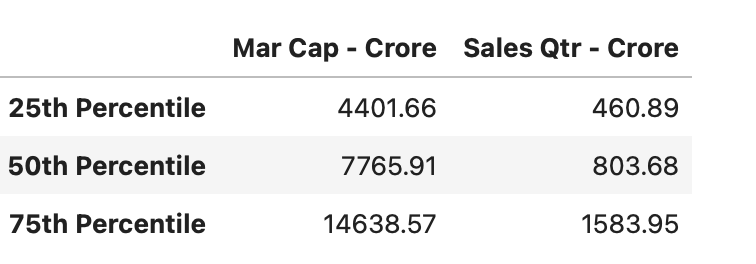 Mar Cap - Crore Sales Qtr - Crore
25th Percentile 4401.66 460.89
50th Percentile 7765.91 803.68
75th Percentile 14638.57 1583.95